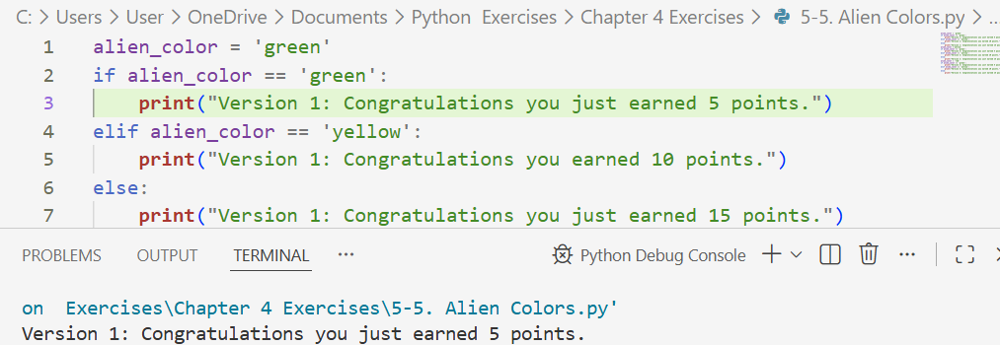 C: > Users > User > OneDrive > Documents > Python Exercises > Chapter 4 Exercises > 5-5. Alien Colors.py > ...
1 alien_color = 'green'
2 if alien_color == 'green':
3     print("Version 1: Congratulations you just earned 5 points.")
4 elif alien_color == 'yellow':
5     print("Version 1: Congratulations you earned 10 points.")
6 else:
7     print("Version 1: Congratulations you just earned 15 points.")
PROBLEMS OUTPUT TERMINAL ··· Python Debug Console ···
on  Exercises\Chapter 4 Exercises\5-5. Alien Colors.py'
Version 1: Congratulations you just earned 5 points.